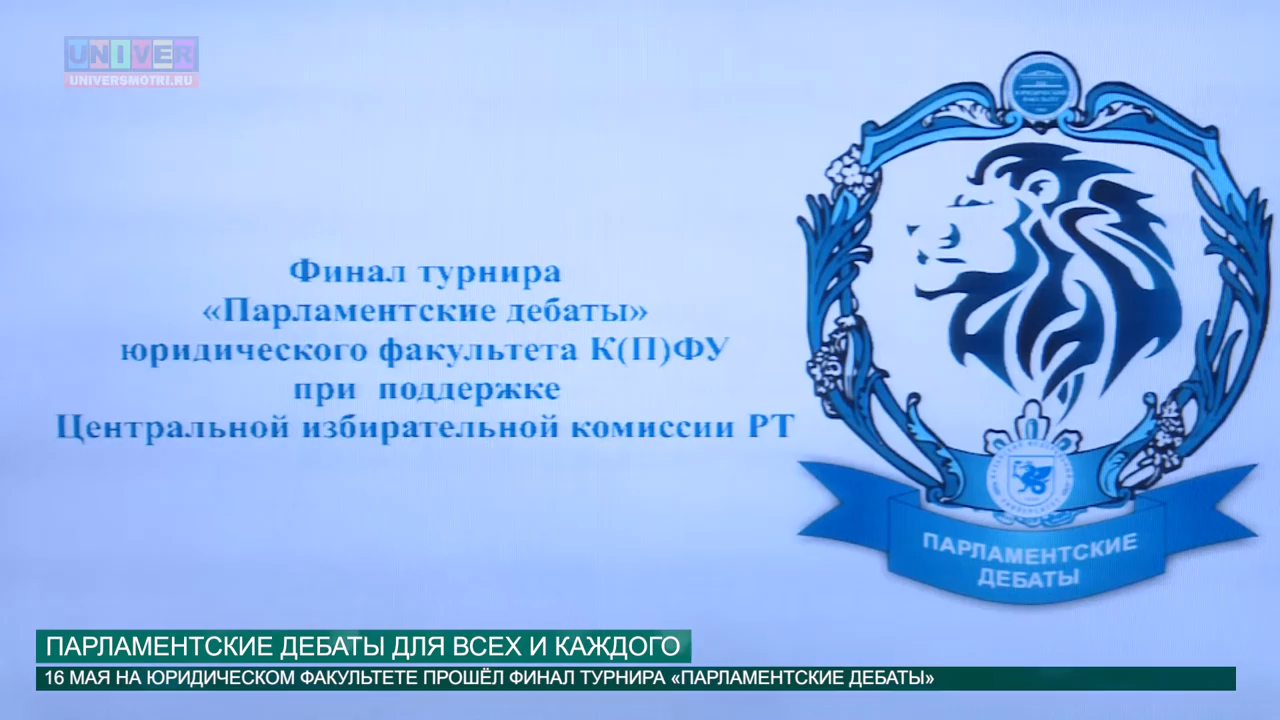 UNIVER
UNIVERSMOTRI.RU
Финал турнира
«Парламентские дебаты»
юридического факультета К(П)ФУ
при поддержке
Центральной избирательной комиссии РТ
ПАРЛАМЕНТСКИЕ
ДЕБАТЫ
ПАРЛАМЕНТСКИЕ ДЕБАТЫ ДЛЯ ВСЕХ И КАЖДОГО
16 МАЯ НА ЮРИДИЧЕСКОМ ФАКУЛЬТЕТЕ ПРОШЁЛ ФИНАЛ ТУРНИРА «ПАРЛАМЕНТСКИЕ ДЕБАТЫ»